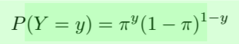 P(Y = y) = π^y(1 − π)^{1−y}